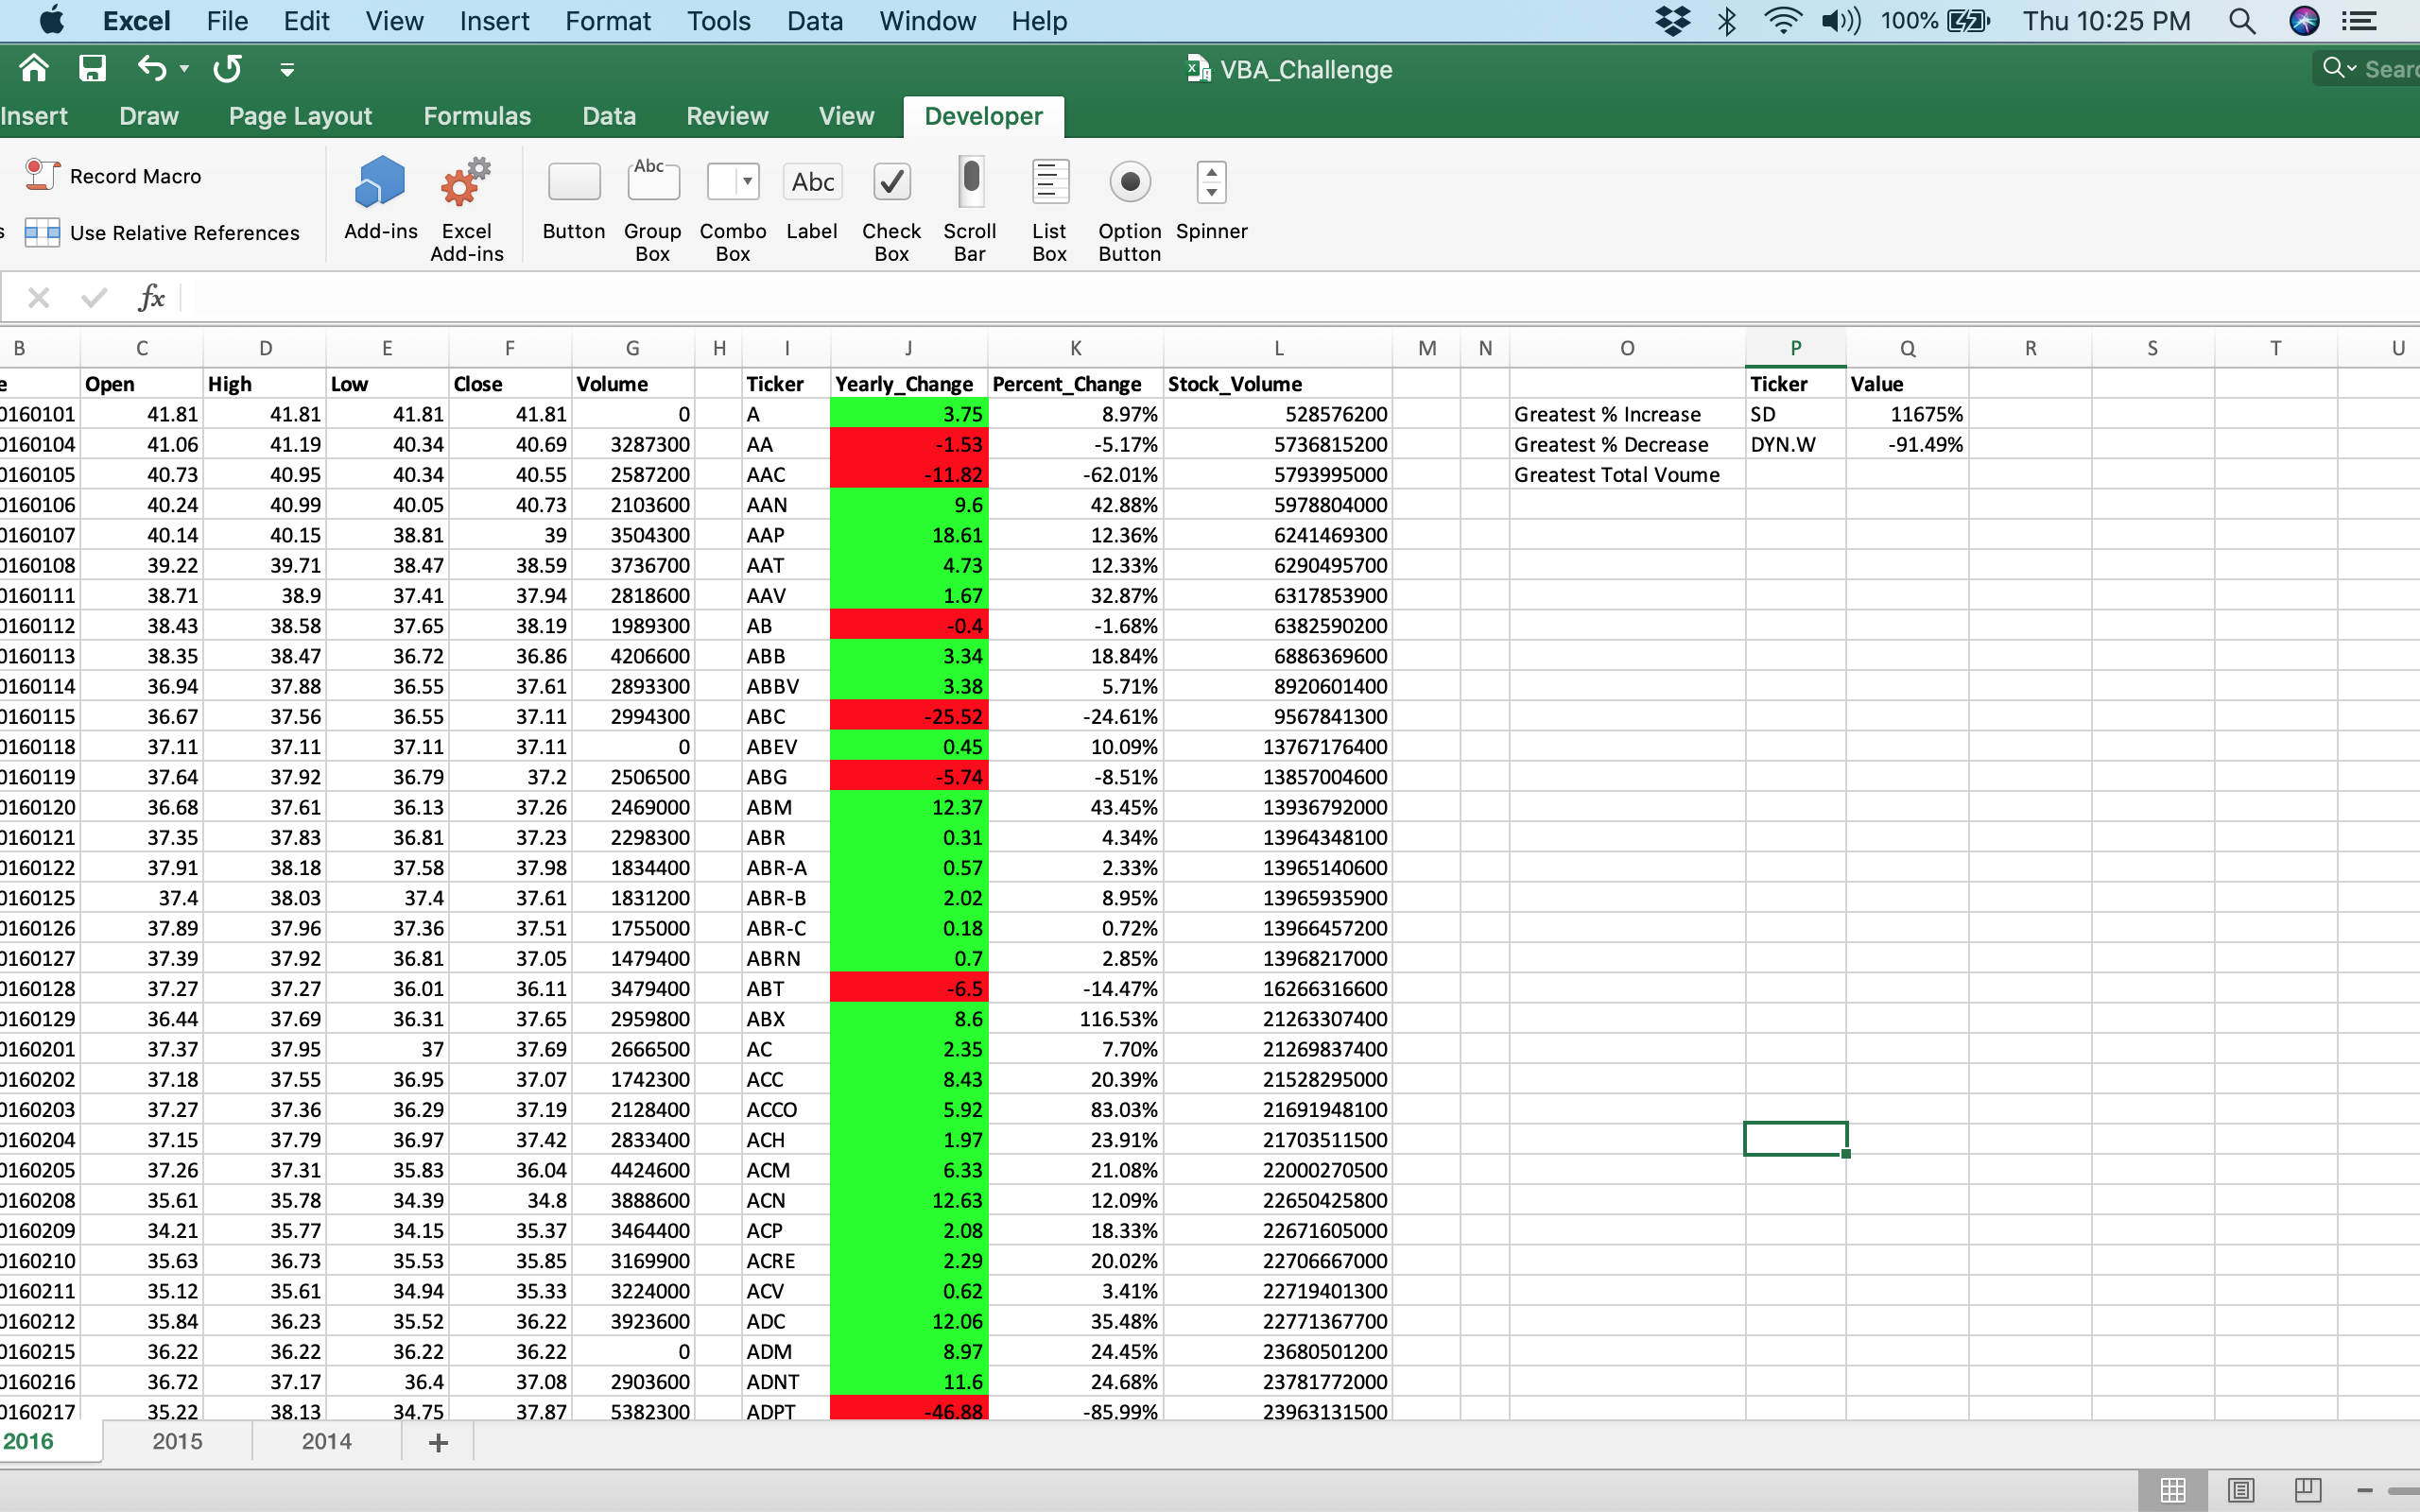 Excel File Edit View Insert Format Tools Data Window Help 100% Thu 10:25 PM
VBA_Challenge
Insert Draw Page Layout Formulas Data Review View Developer
Record Macro
Use Relative References
Add-ins Excel Add-ins Button Abc Group Box Combo Box Abc Label Check Box Scroll Bar List Box Option Button Spinner
fx
B C D E F G H I J K L M N O P Q R S T U
e Open High Low Close Volume Ticker Yearly_Change Percent_Change Stock_Volume Ticker Value
0160101 41.81 41.81 41.81 41.81 0 A 3.75 8.97% 528576200 Greatest % Increase SD 11675%
0160104 41.06 41.19 40.34 40.69 3287300 AA -1.53 -5.17% 5736815200 Greatest % Decrease DYN.W -91.49%
0160105 40.73 40.95 40.34 40.55 2587200 AAC -11.82 -62.01% 5793995000 Greatest Total Voume
0160106 40.24 40.99 40.05 40.73 2103600 AAN 9.6 42.88% 5978804000
0160107 40.14 40.15 38.81 39 3504300 AAP 18.61 12.36% 6241469300
0160108 39.22 39.71 38.47 38.59 3736700 AAT 4.73 12.33% 6290495700
0160111 38.71 38.9 37.41 37.94 2818600 AAV 1.67 32.87% 6317853900
0160112 38.43 38.58 37.65 38.19 1989300 AB -0.4 -1.68% 6382590200
0160113 38.35 38.47 36.72 36.86 4206600 ABB 3.34 18.84% 6886369600
0160114 36.94 37.88 36.55 37.61 2893300 ABBV 3.38 5.71% 8920601400
0160115 36.67 37.56 36.55 37.11 2994300 ABC -25.52 -24.61% 9567841300
0160118 37.11 37.11 37.11 37.11 0 ABEV 0.45 10.09% 13767176400
0160119 37.64 37.92 36.79 37.2 2506500 ABG -5.74 -8.51% 13857004600
0160120 36.68 37.61 36.13 37.26 2469000 ABM 12.37 43.45% 13936792000
0160121 37.35 37.83 36.81 37.23 2298300 ABR 0.31 4.34% 13964348100
0160122 37.91 38.18 37.58 37.98 1834400 ABR-A 0.57 2.33% 13965140600
0160125 37.4 38.03 37.4 37.61 1831200 ABR-B 2.02 8.95% 13965935900
0160126 37.89 37.96 37.36 37.51 1755000 ABR-C 0.18 0.72% 13966457200
0160127 37.39 37.92 36.81 37.05 1479400 ABRN 0.7 2.85% 13968217000
0160128 37.27 37.27 36.01 36.11 3479400 ABT -6.5 -14.47% 16266316600
0160129 36.44 37.69 36.31 37.65 2959800 ABX 8.6 116.53% 21263307400
0160201 37.37 37.95 37 37.69 2666500 AC 2.35 7.70% 21269837400
0160202 37.18 37.55 36.95 37.07 1742300 ACC 8.43 20.39% 21528295000
0160203 37.27 37.36 36.29 37.19 2128400 ACCO 5.92 83.03% 21691948100
0160204 37.15 37.79 36.97 37.42 2833400 ACH 1.97 23.91% 21703511500
0160205 37.26 37.31 35.83 36.04 4424600 ACM 6.33 21.08% 22000270500
0160208 35.61 35.78 34.39 34.8 3888600 ACN 12.63 12.09% 22650425800
0160209 34.21 35.77 34.15 35.37 3464400 ACP 2.08 18.33% 22671605000
0160210 35.63 36.73 35.53 35.85 3169900 ACRE 2.29 20.02% 22706667000
0160211 35.12 35.61 34.94 35.33 3224000 ACV 0.62 3.41% 22719401300
0160212 35.84 36.23 35.52 36.22 3923600 ADC 12.06 35.48% 22771367700
0160215 36.22 36.22 36.22 36.22 0 ADM 8.97 24.45% 23680501200
0160216 36.72 37.17 36.4 37.08 2903600 ADNT 11.6 24.68% 23781772000
0160217 35.22 38.13 34.75 37.87 5382300 ADPT -46.88 -85.99% 23963131500
2016 2015 2014